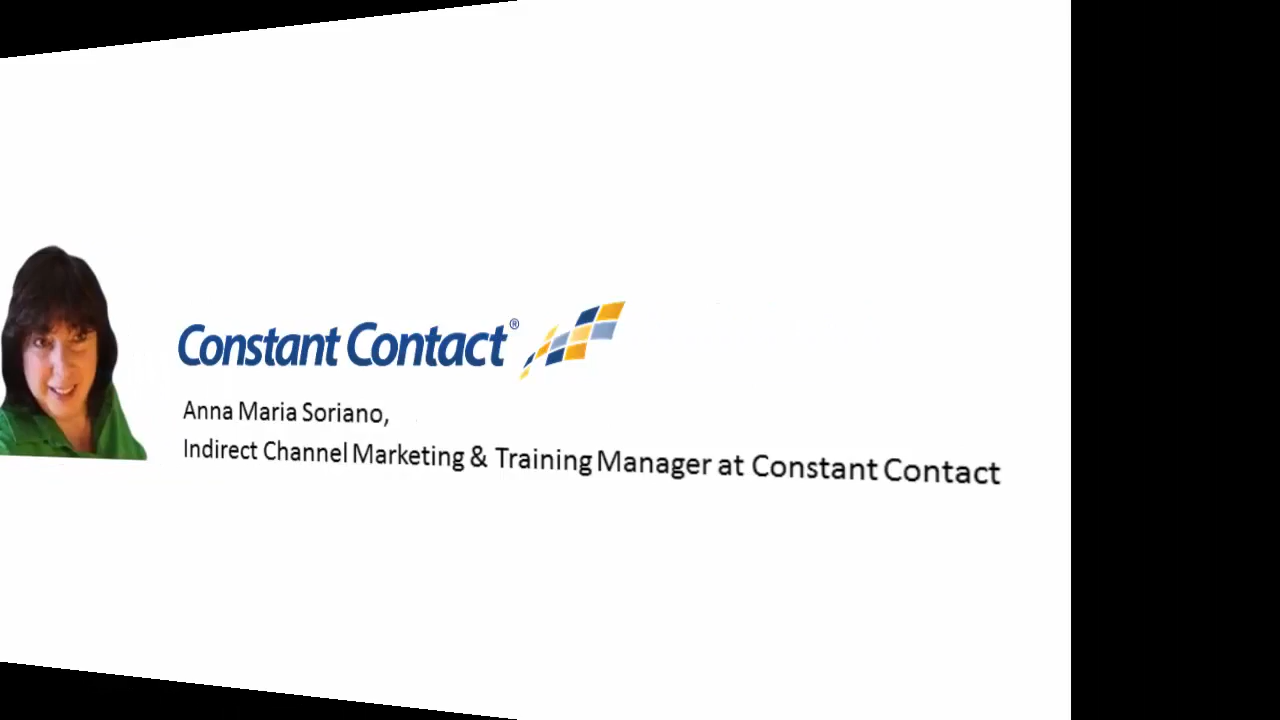 Constant Contact®
Anna Maria Soriano,
Indirect Channel Marketing & Training Manager at Constant Contact